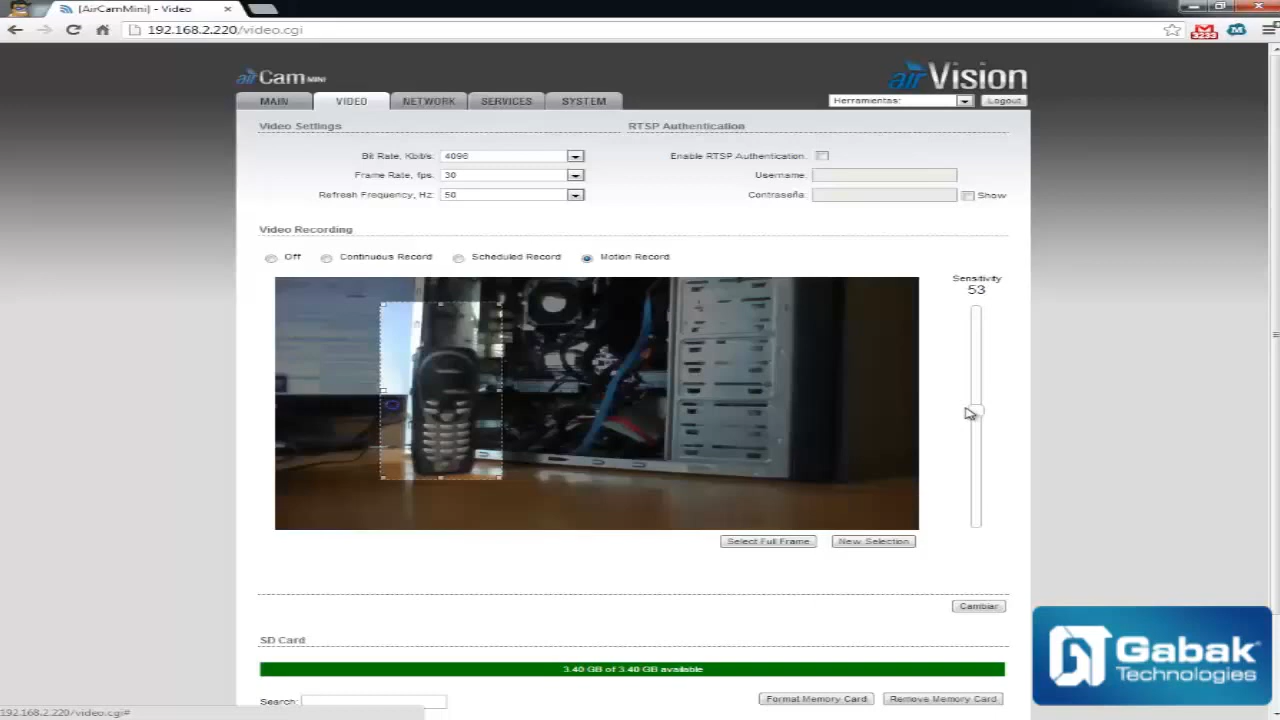 [AirCamMini] - Video
192.168.2.220/video.cgi
3233
airCam MINI
airVision
MAIN VIDEO NETWORK SERVICES SYSTEM
Herramientas: Logout
Video Settings
RTSP Authentication
Bit Rate, Kbit/s: 4096
Enable RTSP Authentication:
Frame Rate, fps: 30
Username:
Refresh Frequency, Hz: 50
Contraseña: Show
Video Recording
Off Continuous Record Scheduled Record Motion Record
Sensitivity
53
Select Full Frame New Selection
Cambiar
SD Card
3.40 GB of 3.40 GB available
Search:
Format Memory Card Remove Memory Card
192.168.2.220/video.cgi#
Gabak
Technologies